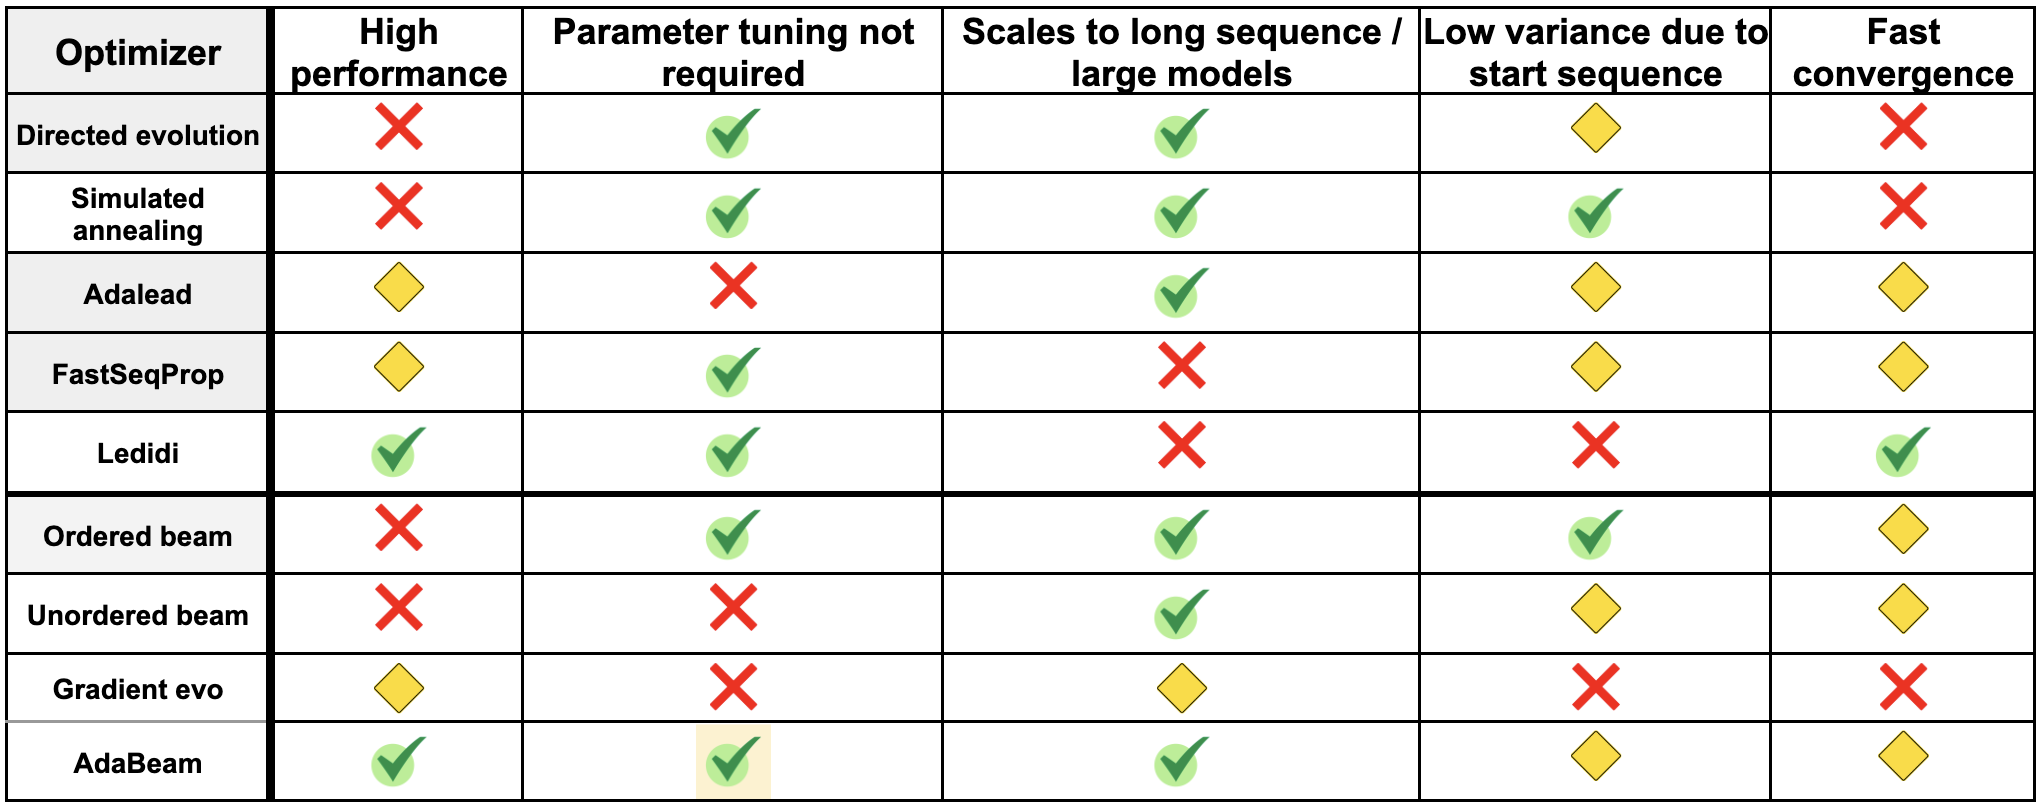 Optimizer
High
performance
Parameter tuning not
required
Scales to long sequence /
large models
Low variance due to
start sequence
Fast
convergence
Directed evolution
Simulated
annealing
Adalead
FastSeqProp
Ledidi
Ordered beam
Unordered beam
Gradient evo
AdaBeam